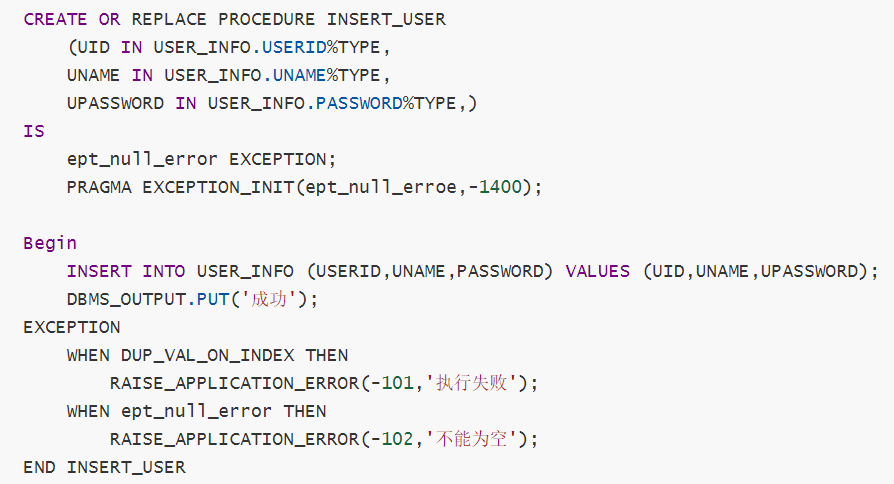 CREATE OR REPLACE PROCEDURE INSERT_USER
(UID IN USER_INFO.USERID%TYPE,
UNAME IN USER_INFO.UNAME%TYPE,
UPASSWORD IN USER_INFO.PASSWORD%TYPE,)
IS
ept_null_error EXCEPTION;
PRAGMA EXCEPTION_INIT(ept_null_erroe,-1400);
Begin
INSERT INTO USER_INFO (USERID,UNAME,PASSWORD) VALUES (UID,UNAME,UPASSWORD);
DBMS_OUTPUT.PUT('成功');
EXCEPTION
WHEN DUP_VAL_ON_INDEX THEN
RAISE_APPLICATION_ERROR(-101,'执行失败');
WHEN ept_null_error THEN
RAISE_APPLICATION_ERROR(-102,'不能为空');
END INSERT_USER